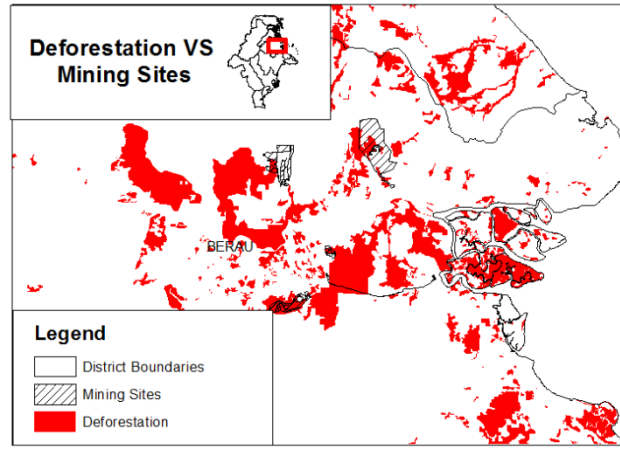 Deforestation VS
Mining Sites
BERAU
Legend
District Boundaries
Mining Sites
Deforestation